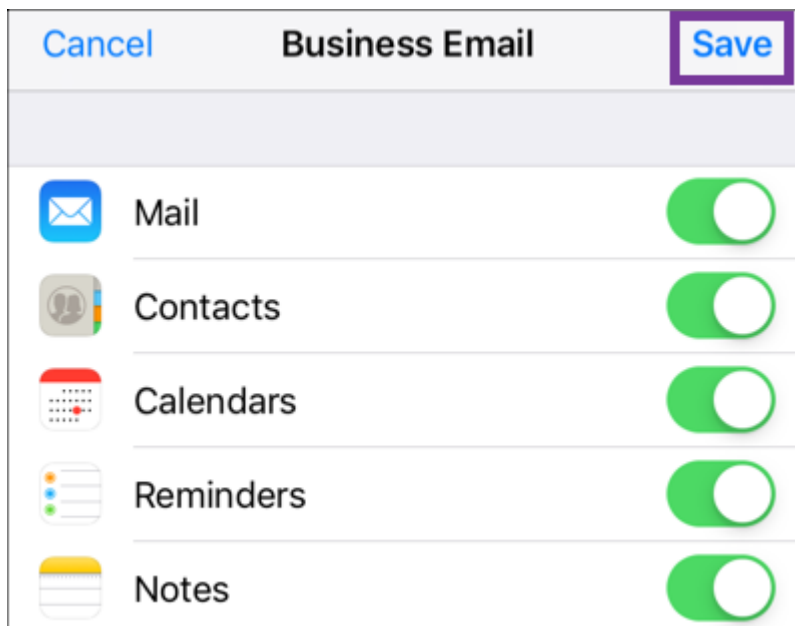 Cancel Business Email Save
Mail
Contacts
Calendars
Reminders
Notes